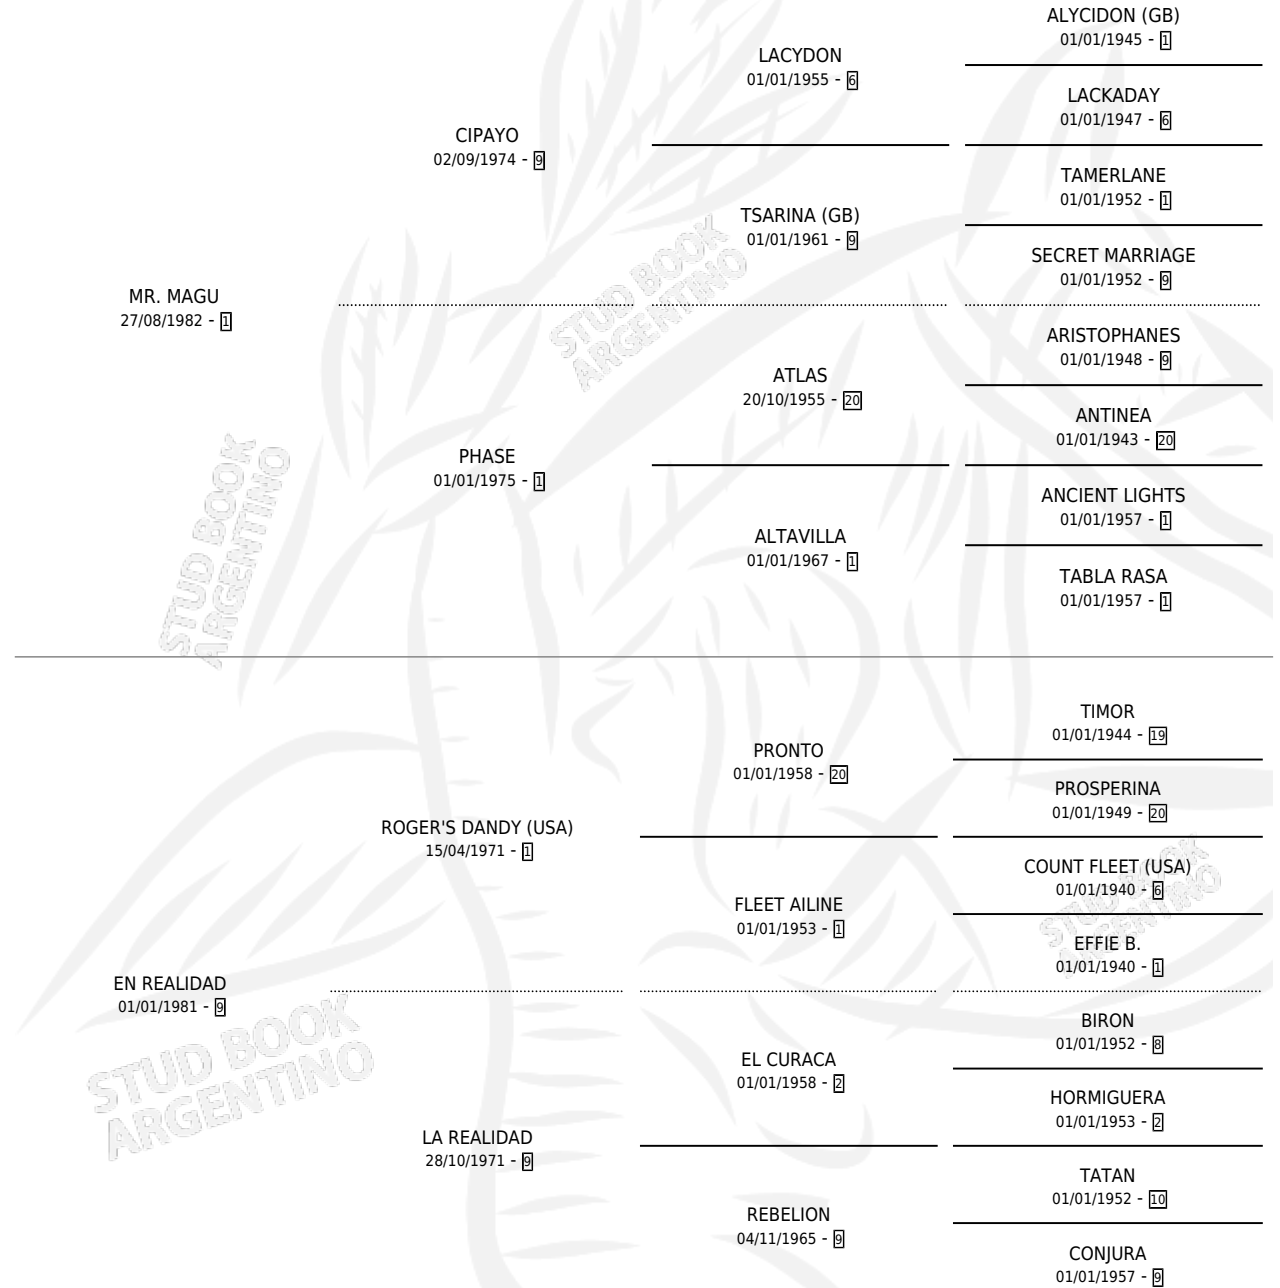 ALYCIDON (GB)
01/01/1945 - 1
LACYDON
01/01/1955 - 6
LACKADAY
01/01/1947 - 6
CIPAYO
02/09/1974 - 9
TAMERLANE
01/01/1952 - 1
TSARINA (GB)
01/01/1961 - 9
SECRET MARRIAGE
01/01/1952 - 9
MR. MAGU
27/08/1982 - 1
ARISTOPHANES
01/01/1948 - 9
ATLAS
20/10/1955 - 20
ANTINEA
01/01/1943 - 20
PHASE
01/01/1975 - 1
ANCIENT LIGHTS
01/01/1957 - 1
ALTAVILLA
01/01/1967 - 1
TABLA RASA
01/01/1957 - 1
TIMOR
01/01/1944 - 19
PRONTO
01/01/1958 - 20
PROSPERINA
01/01/1949 - 20
ROGER'S DANDY (USA)
15/04/1971 - 1
COUNT FLEET (USA)
01/01/1940 - 6
FLEET AILINE
01/01/1953 - 1
EFFIE B.
01/01/1940 - 1
EN REALIDAD
01/01/1981 - 9
BIRON
01/01/1952 - 8
EL CURACA
01/01/1958 - 2
HORMIGUERA
01/01/1953 - 2
LA REALIDAD
28/10/1971 - 9
TATAN
01/01/1952 - 10
REBELION
04/11/1965 - 9
CONJURA
01/01/1957 - 9
STUD BOOK
ARGENTINO
STUD BOOK
ARGENTINO
STUD BOOK
ARGENTINO
STUD BOOK
ARGENTINO